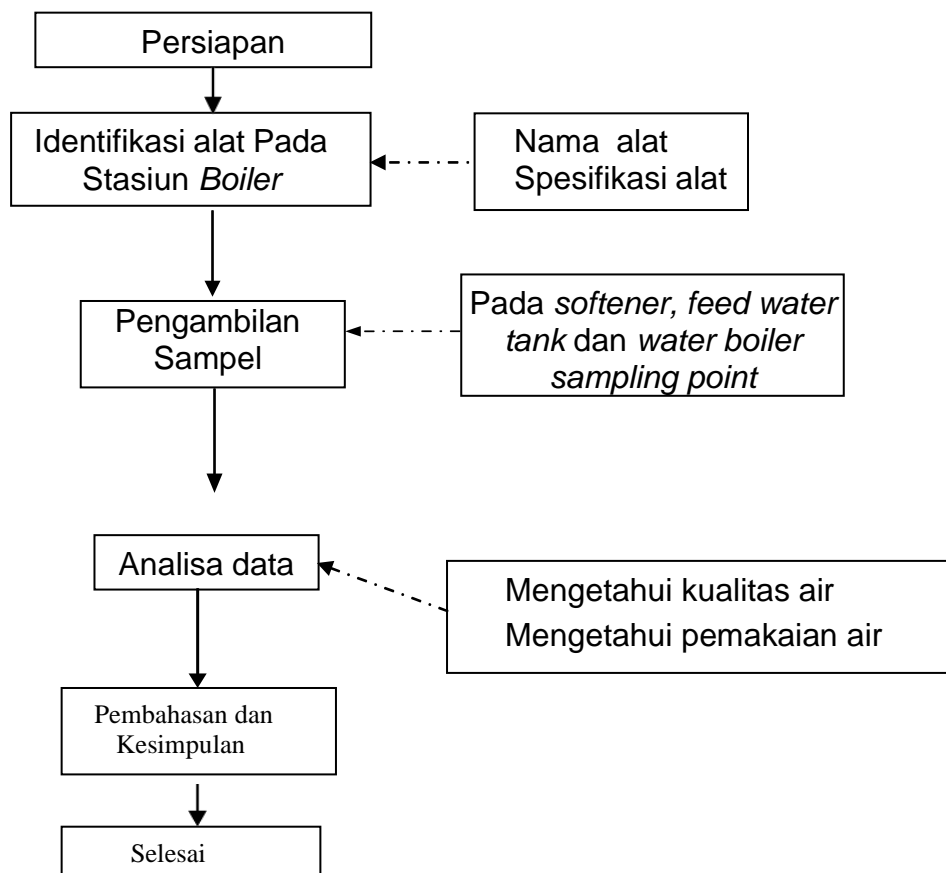 Persiapan
Identifikasi alat Pada
Stasiun Boiler
Nama alat
Spesifikasi alat
Pengambilan
Sampel
Pada softener, feed water
tank dan water boiler
sampling point
Analisa data
Mengetahui kualitas air
Mengetahui pemakaian air
Pembahasan dan
Kesimpulan
Selesai